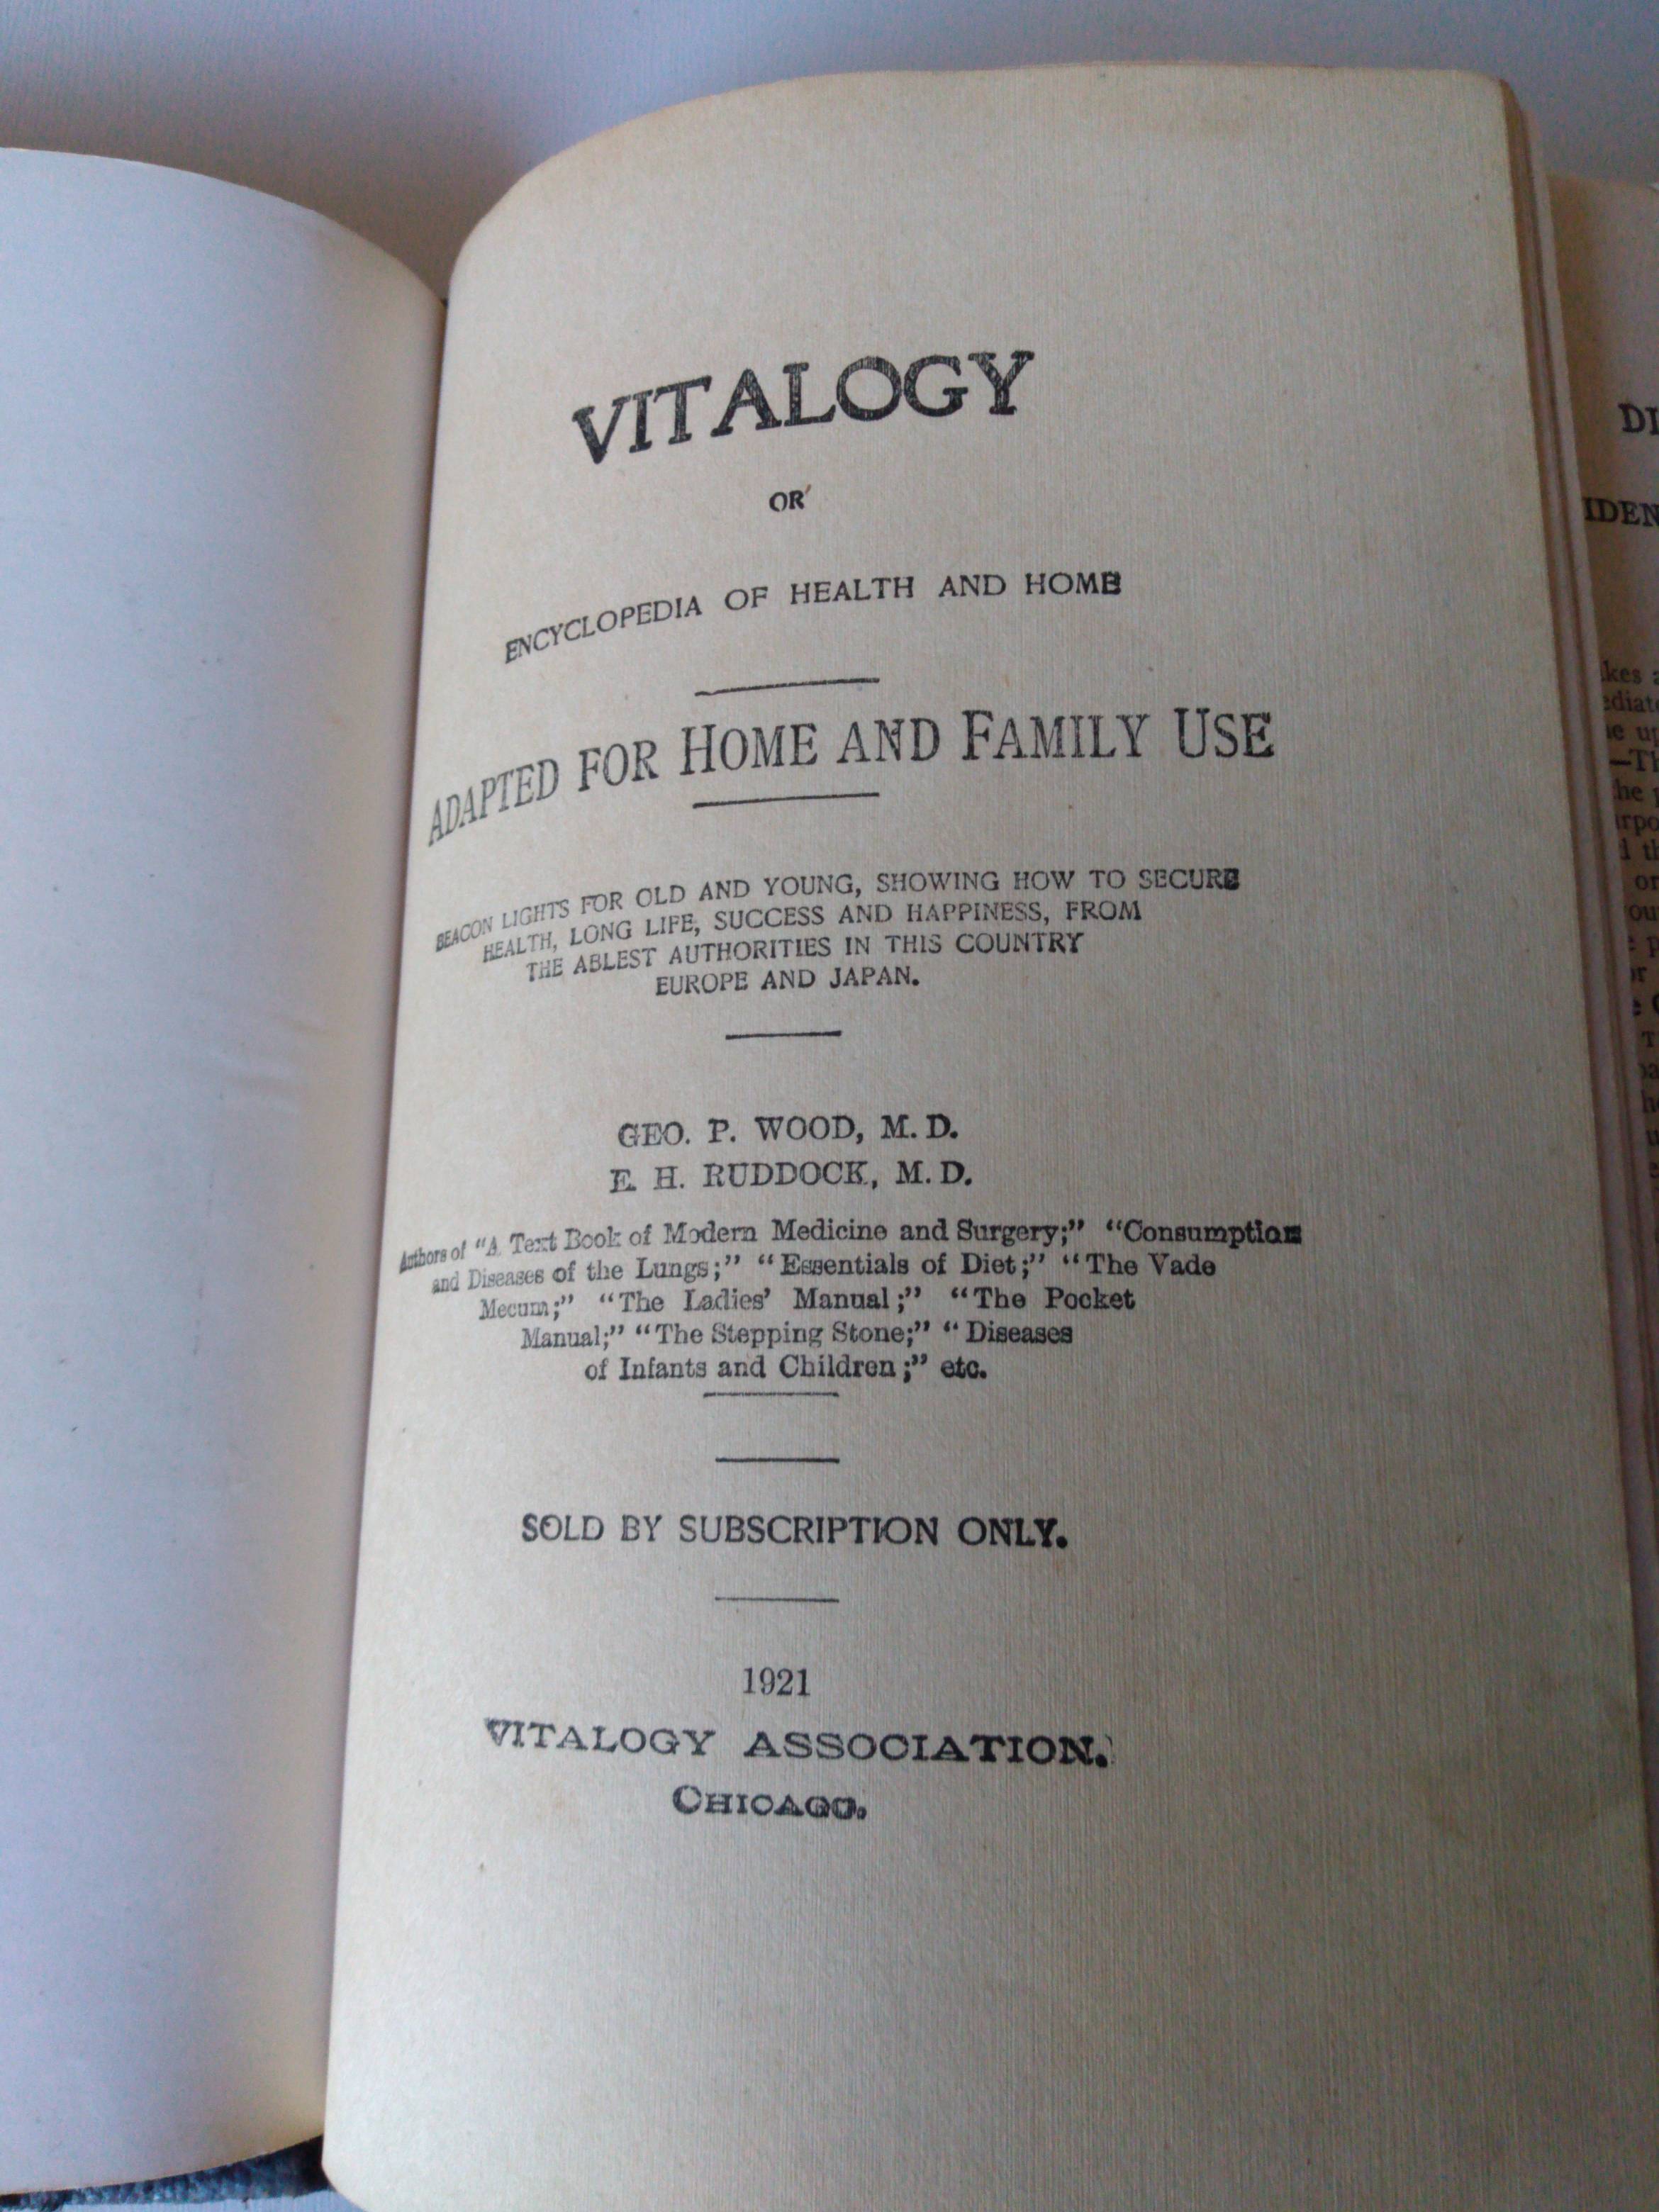 VITALOGY
OR
ENCYCLOPEDIA OF HEALTH AND HOME
ADAPTED FOR HOME AND FAMILY USE
BEACON LIGHTS FOR OLD AND YOUNG, SHOWING HOW TO SECURE
HEALTH, LONG LIFE, SUCCESS AND HAPPINESS, FROM
THE ABLEST AUTHORITIES IN THIS COUNTRY
EUROPE AND JAPAN.
GEO. P. WOOD, M. D.
E. H. RUDDOCK, M. D.
Authors of "A Text Book of Modern Medicine and Surgery;" "Consumption
and Diseases of the Lungs;" "Essentials of Diet;" "The Vade
Mecum;" "The Ladies' Manual;" "The Pocket
Manual;" "The Stepping Stone;" "Diseases
of Infants and Children;" etc.
SOLD BY SUBSCRIPTION ONLY.
1921
VITALOGY ASSOCIATION.
CHICAGO.